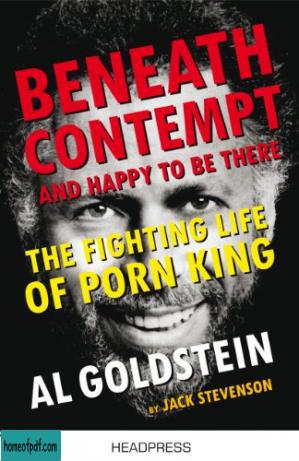 BENEATH
CONTEMPT
AND HAPPY TO BE THERE
THE FIGHTING LIFE
OF PORN KING
AL GOLDSTEIN
BY JACK STEVENSON
homeofpdf.com
HEADPRESS